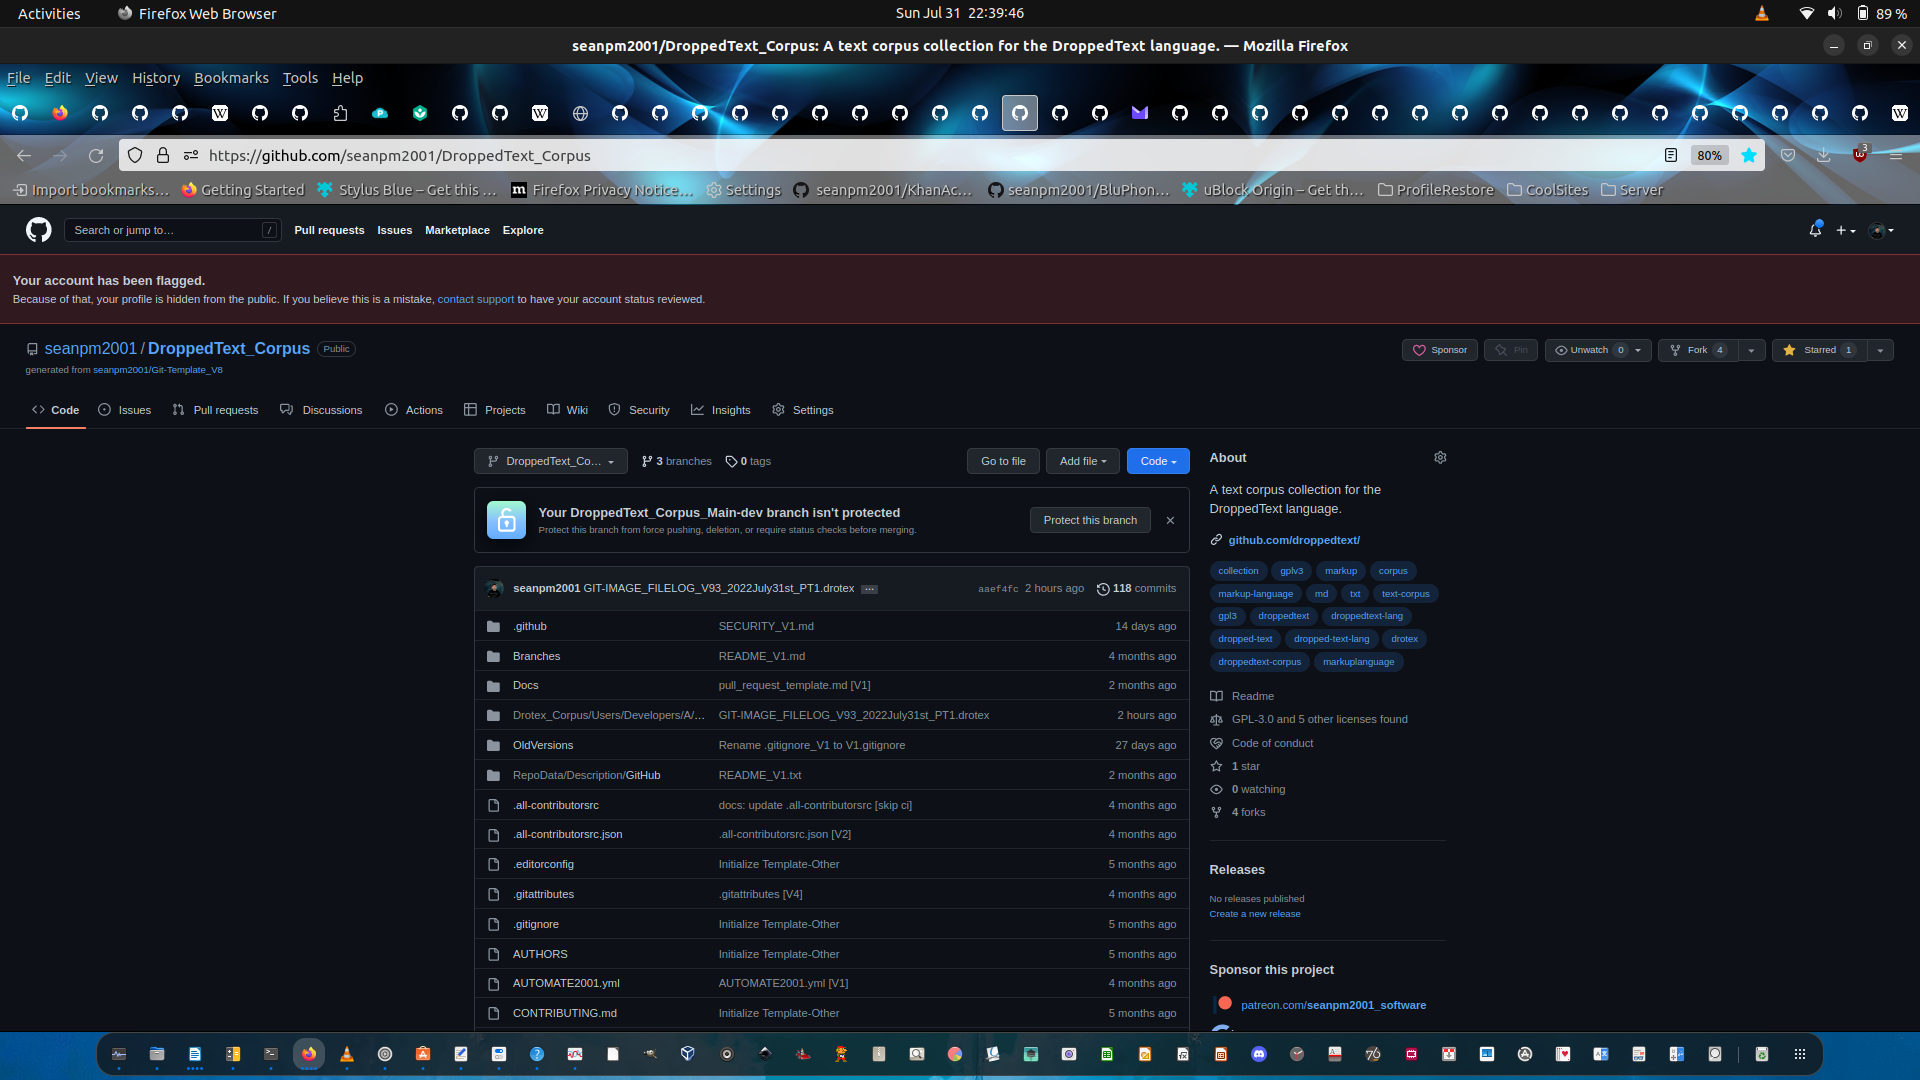 Activities
Firefox Web Browser
Sun Jul 31 22:39:46
89 %
seanpm2001/DroppedText_Corpus: A text corpus collection for the DroppedText language. — Mozilla Firefox
File Edit View History Bookmarks Tools Help
https://github.com/seanpm2001/DroppedText_Corpus
80%
3
Import bookmarks… Getting Started Stylus Blue – Get this … Firefox Privacy Notice… Settings seanpm2001/KhanAc… seanpm2001/BluPhon… uBlock Origin – Get th… ProfileRestore CoolSites Server
Search or jump to… /
Pull requests Issues Marketplace Explore
Your account has been flagged.
Because of that, your profile is hidden from the public. If you believe this is a mistake, contact support to have your account status reviewed.
seanpm2001 / DroppedText_Corpus Public
generated from seanpm2001/Git-Template_V8
Sponsor Pin Unwatch 0 Fork 4 Starred 1
Code Issues Pull requests Discussions Actions Projects Wiki Security Insights Settings
DroppedText_Co… 3 branches 0 tags Go to file Add file Code
Your DroppedText_Corpus_Main-dev branch isn't protected
Protect this branch from force pushing, deletion, or require status checks before merging.
Protect this branch
seanpm2001 GIT-IMAGE_FILELOG_V93_2022July31st_PT1.drotex … aaef4fc 2 hours ago 118 commits
.github SECURITY_V1.md 14 days ago
Branches README_V1.md 4 months ago
Docs pull_request_template.md [V1] 2 months ago
Drotex_Corpus/Users/Developers/A/… GIT-IMAGE_FILELOG_V93_2022July31st_PT1.drotex 2 hours ago
OldVersions Rename .gitignore_V1 to V1.gitignore 27 days ago
RepoData/Description/GitHub README_V1.txt 2 months ago
.all-contributorsrc docs: update .all-contributorsrc [skip ci] 4 months ago
.all-contributorsrc.json .all-contributorsrc.json [V2] 4 months ago
.editorconfig Initialize Template-Other 5 months ago
.gitattributes .gitattributes [V4] 4 months ago
.gitignore Initialize Template-Other 5 months ago
AUTHORS Initialize Template-Other 5 months ago
AUTOMATE2001.yml AUTOMATE2001.yml [V1] 4 months ago
CONTRIBUTING.md Initialize Template-Other 5 months ago
About
A text corpus collection for the
DroppedText language.
github.com/droppedtext/
collection gplv3 markup corpus
markup-language md txt text-corpus
gpl3 droppedtext droppedtext-lang
dropped-text dropped-text-lang drotex
droppedtext-corpus markuplanguage
Readme
GPL-3.0 and 5 other licenses found
Code of conduct
1 star
0 watching
4 forks
Releases
No releases published
Create a new release
Sponsor this project
patreon.com/seanpm2001_software